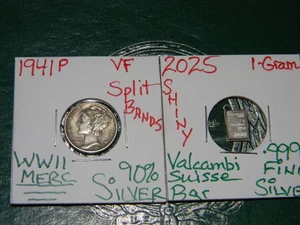 1941P VF
Split
BANDS
WWII
MERC
90%
SILVER
2025 1-Gram
SHINY
Valcambi
Suisse
Bar
.999
FINE
SILVER